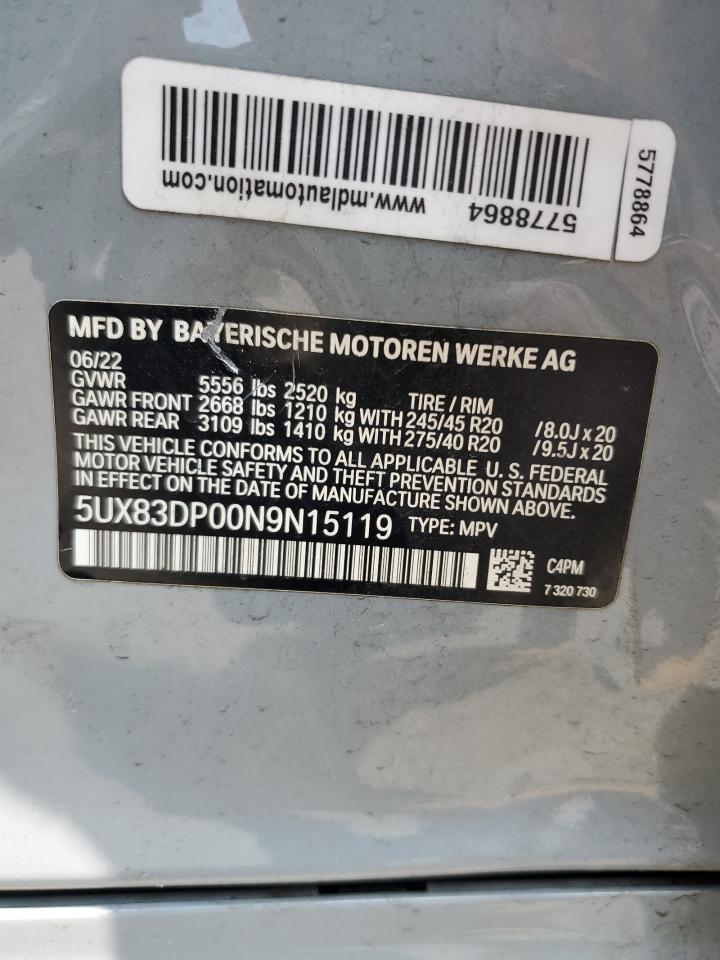 www.mdlautomation.com 5778864
5778864
MFD BY BAYERISCHE MOTOREN WERKE AG
06/22
GVWR 5556 lbs 2520 kg TIRE / RIM
GAWR FRONT 2668 lbs 1210 kg WITH 245/45 R20 /8.0J x 20
GAWR REAR 3109 lbs 1410 kg WITH 275/40 R20 /9.5J x 20
THIS VEHICLE CONFORMS TO ALL APPLICABLE U. S. FEDERAL
MOTOR VEHICLE SAFETY AND THEFT PREVENTION STANDARDS
IN EFFECT ON THE DATE OF MANUFACTURE SHOWN ABOVE.
5UX83DP00N9N15119 TYPE: MPV
C4PM
7 320 730